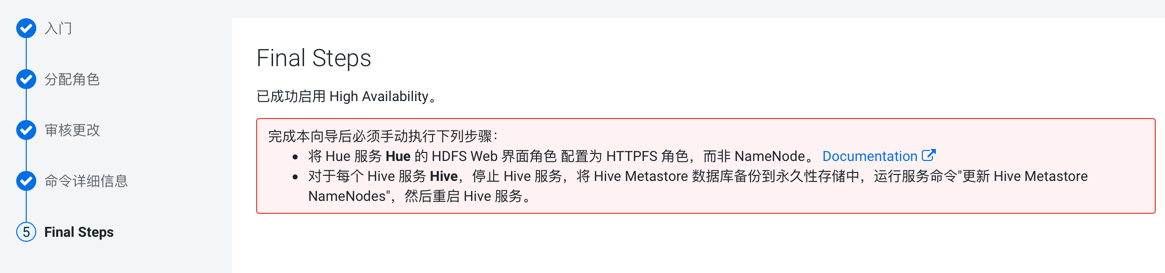 入门
分配角色
审核更改
命令详细信息
5 Final Steps
Final Steps
已成功启用 High Availability。
完成本向导后必须手动执行下列步骤：
• 将 Hue 服务 Hue 的 HDFS Web 界面角色 配置为 HTTPFS 角色，而非 NameNode。 Documentation
• 对于每个 Hive 服务 Hive，停止 Hive 服务，将 Hive Metastore 数据库备份到永久性存储中，运行服务命令"更新 Hive Metastore
NameNodes"，然后重启 Hive 服务。